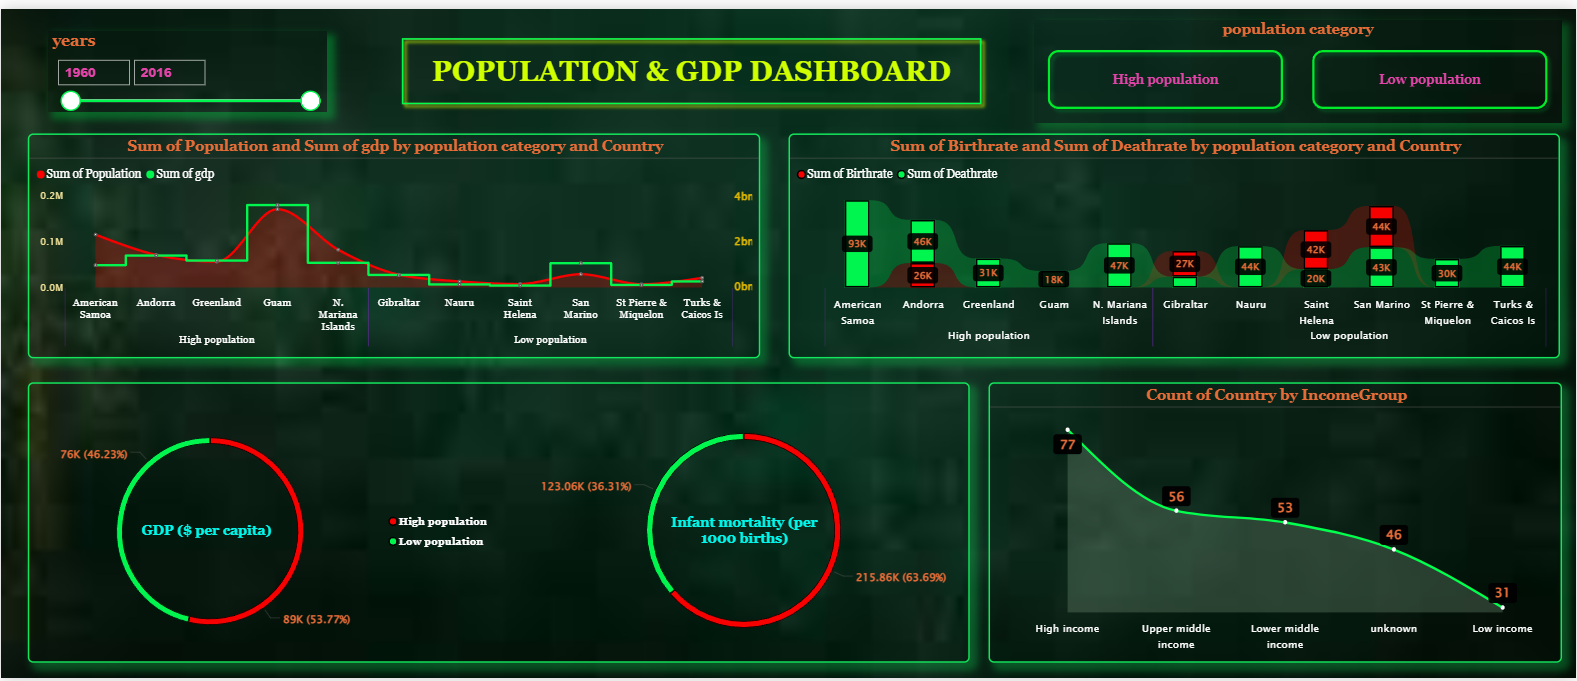 years
1960 2016
POPULATION & GDP DASHBOARD
population category
High population Low population
Sum of Population and Sum of gdp by population category and Country
Sum of Population Sum of gdp
0.2M
0.1M
0.0M
4bn
2bn
0bn
American Samoa
Andorra
Greenland
Guam
N. Mariana Islands
Gibraltar
Nauru
Saint Helena
San Marino
St Pierre & Miquelon
Turks & Caicos Is
High population Low population
Sum of Birthrate and Sum of Deathrate by population category and Country
Sum of Birthrate Sum of Deathrate
93K
46K
26K
31K
18K
47K
27K
44K
42K
20K
44K
43K
30K
44K
American Samoa
Andorra
Greenland
Guam
N. Mariana Islands
Gibraltar
Nauru
Saint Helena
San Marino
St Pierre & Miquelon
Turks & Caicos Is
High population Low population
76K (46.23%)
GDP ($ per capita)
89K (53.77%)
High population
Low population
123.06K (36.31%)
Infant mortality (per
1000 births)
215.86K (63.69%)
Count of Country by IncomeGroup
77
56
53
46
31
High income
Upper middle income
Lower middle income
unknown
Low income